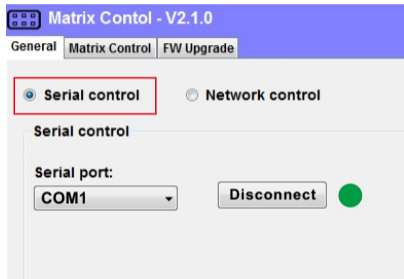 Matrix Contol - V2.1.0
General Matrix Control FW Upgrade
Serial control Network control
Serial control
Serial port:
COM1 Disconnect